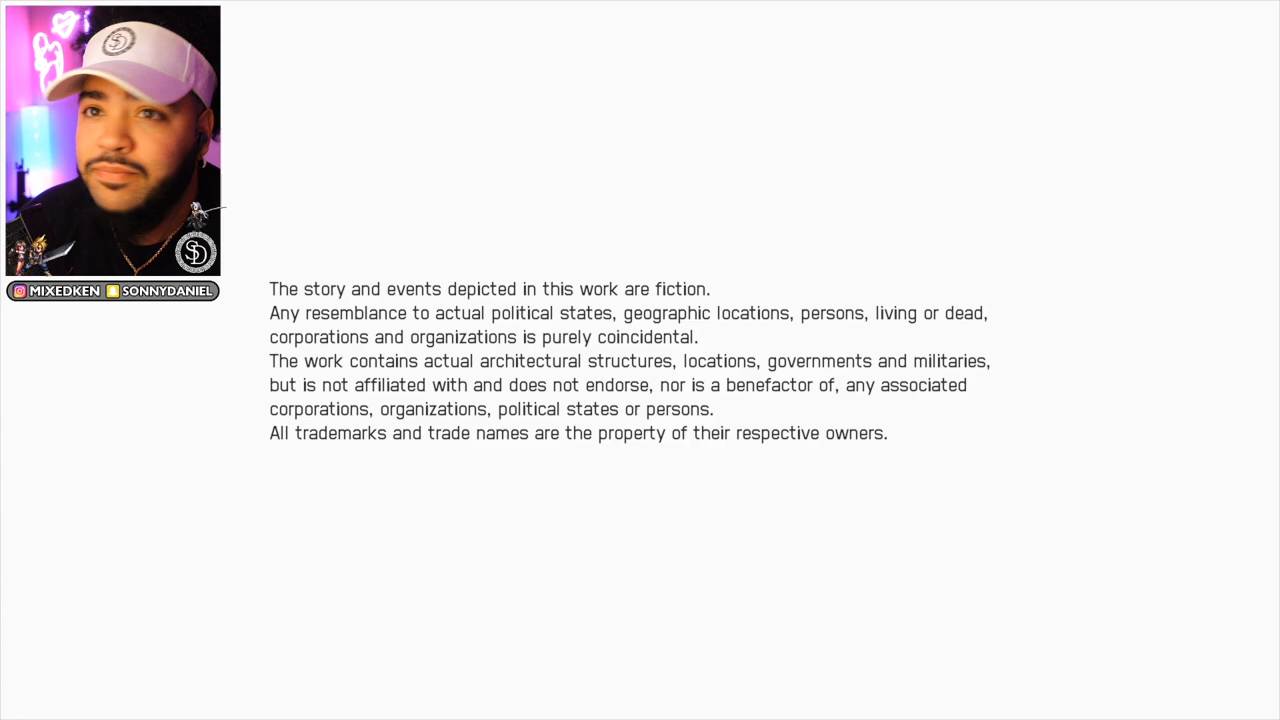 SD
SD
MIXEDKEN SONNYDANIEL
The story and events depicted in this work are fiction.
Any resemblance to actual political states, geographic locations, persons, living or dead,
corporations and organizations is purely coincidental.
The work contains actual architectural structures, locations, governments and militaries,
but is not affiliated with and does not endorse, nor is a benefactor of, any associated
corporations, organizations, political states or persons.
All trademarks and trade names are the property of their respective owners.